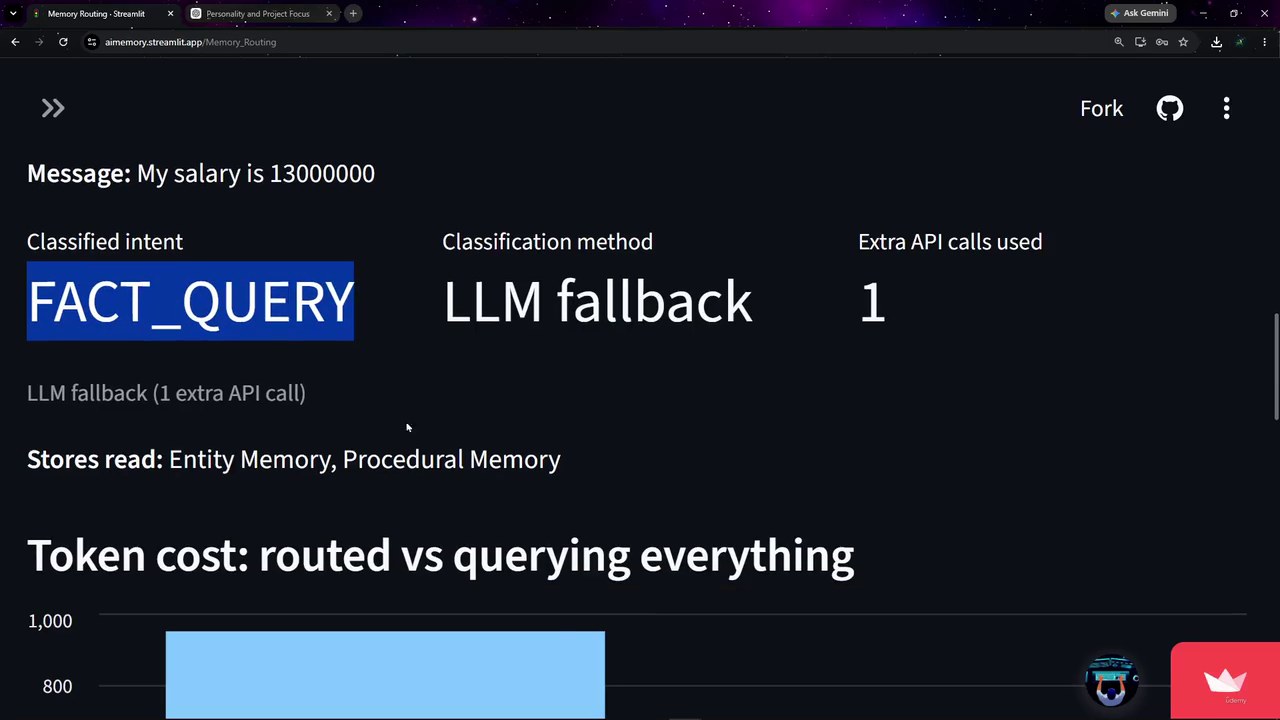 Memory Routing · Streamlit
Personality and Project Focus
Ask Gemini
aimemory.streamlit.app/Memory_Routing
Fork
Message: My salary is 13000000
Classified intent
Classification method
Extra API calls used
FACT_QUERY
LLM fallback
1
LLM fallback (1 extra API call)
Stores read: Entity Memory, Procedural Memory
Token cost: routed vs querying everything
1,000
800
Udemy